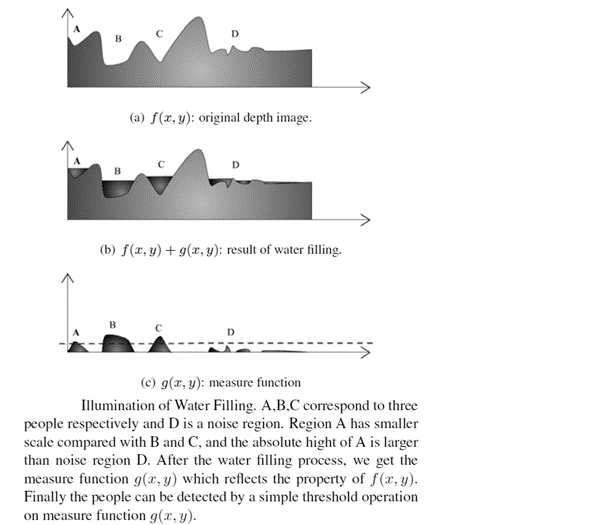 A
B
C
D
(a) f(x, y): original depth image.
A
B
C
D
(b) f(x, y) + g(x, y): result of water filling.
A
B
C
D
(c) g(x, y): measure function
Illumination of Water Filling. A,B,C correspond to three
people respectively and D is a noise region. Region A has smaller
scale compared with B and C, and the absolute hight of A is larger
than noise region D. After the water filling process, we get the
measure function g(x, y) which reflects the property of f(x, y).
Finally the people can be detected by a simple threshold operation
on measure function g(x, y).